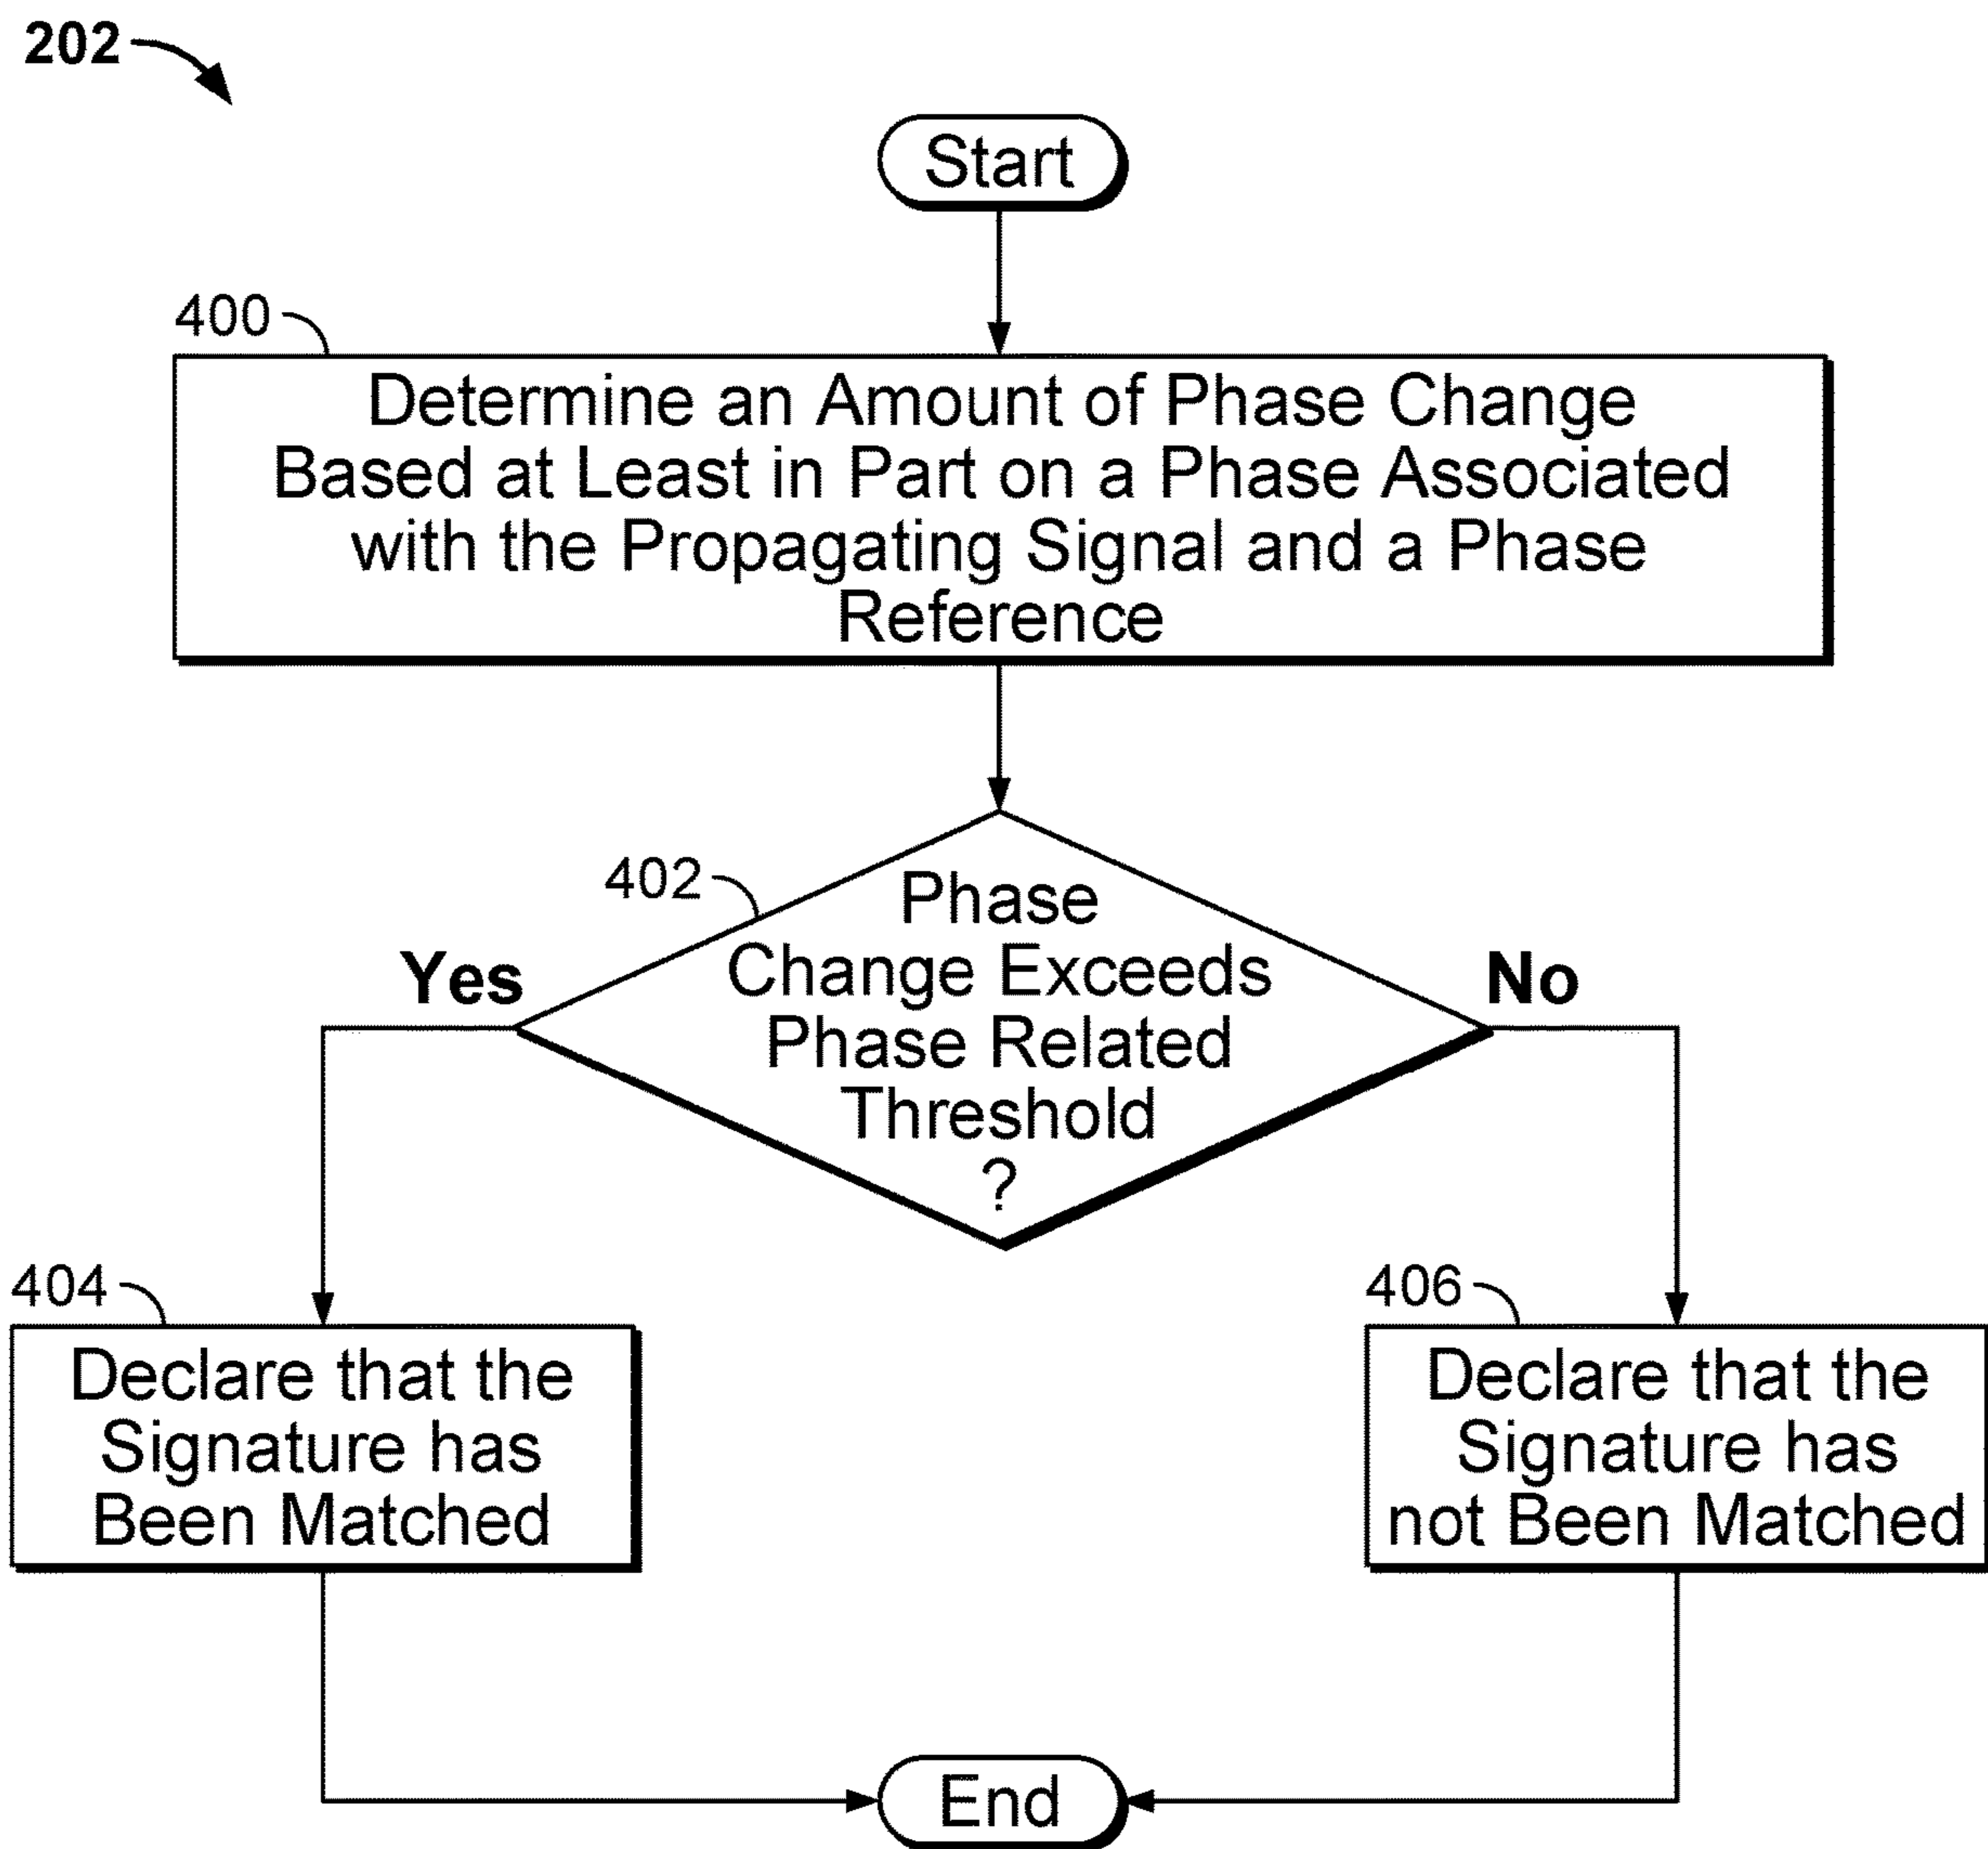 202
Start
400
Determine an Amount of Phase Change
Based at Least in Part on a Phase Associated
with the Propagating Signal and a Phase
Reference
402
Phase
Change Exceeds
Phase Related
Threshold
?
Yes
No
404
Declare that the
Signature has
Been Matched
406
Declare that the
Signature has
not Been Matched
End